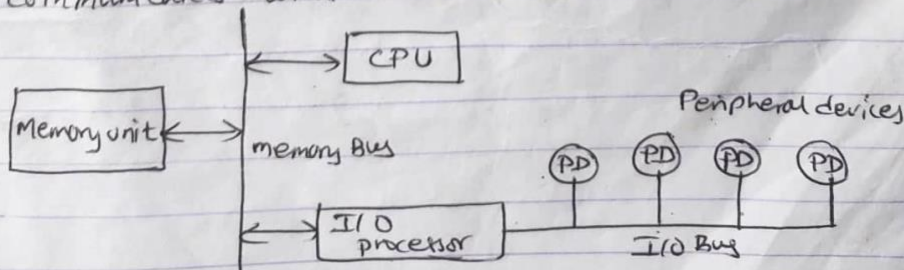 CPU
Peripheral devices
Memory unit
memory Bus
PD PD PD PD
I/O
processor
I/O Bus